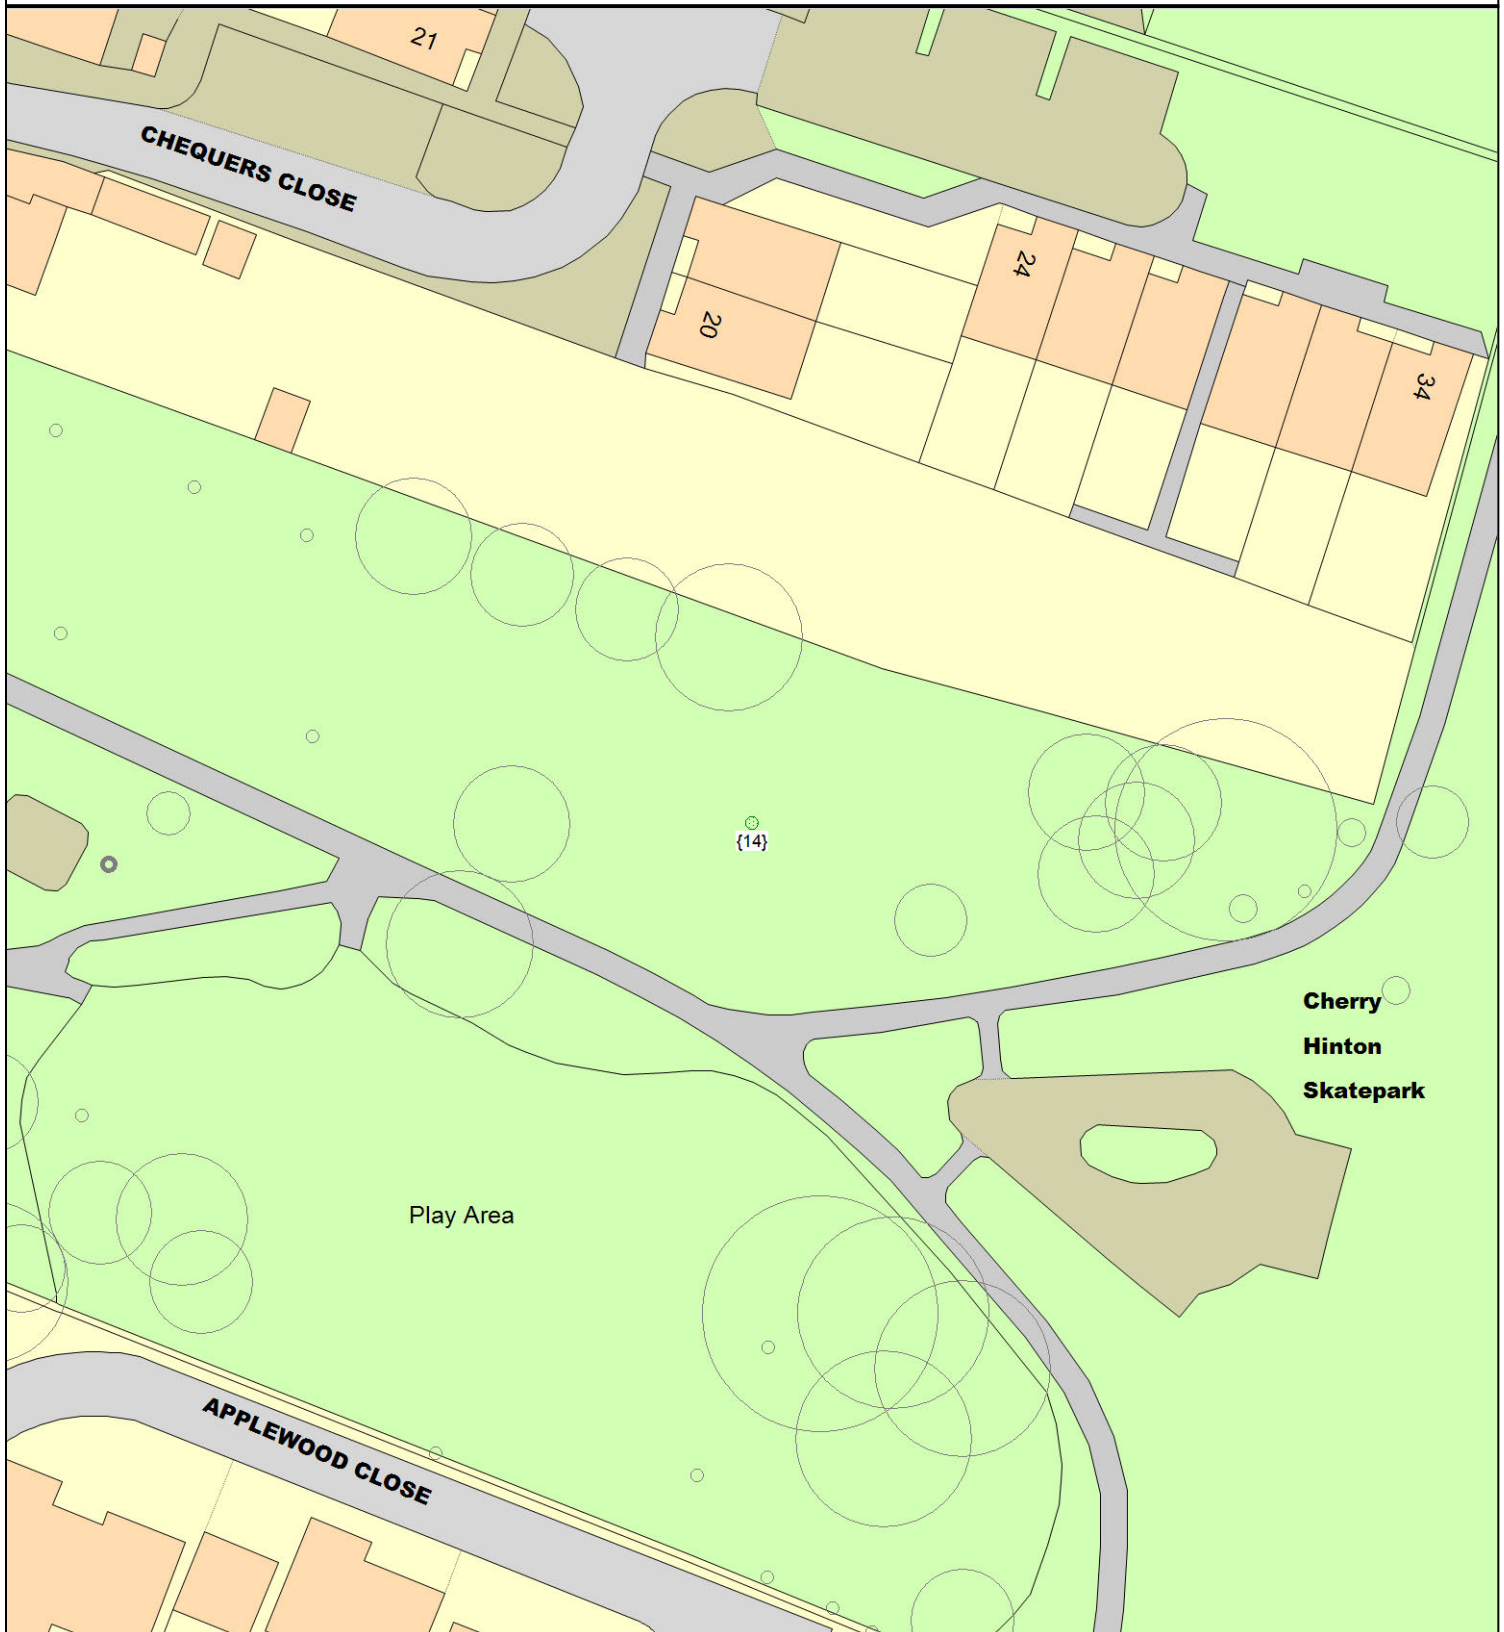 21
CHEQUERS CLOSE
24
20
34
{14}
Cherry
Hinton
Skatepark
Play Area
APPLEWOOD CLOSE